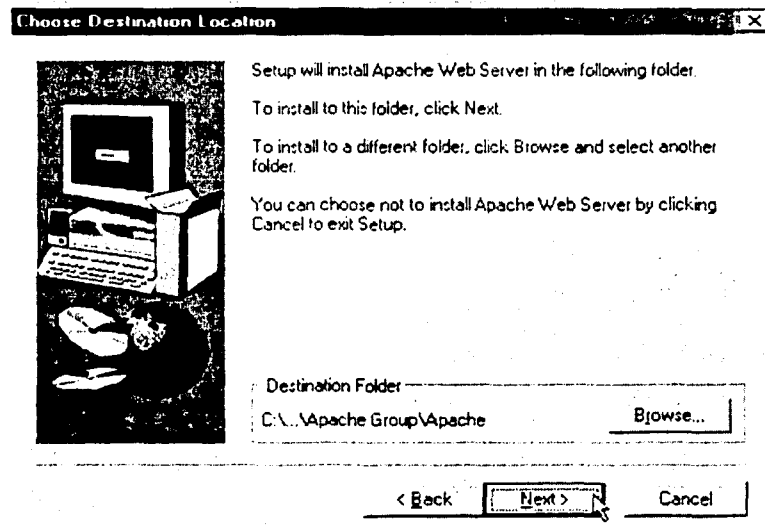 Choose Destination Location
Setup will install Apache Web Server in the following folder.
To install to this folder, click Next.
To install to a different folder, click Browse and select another
folder.
You can choose not to install Apache Web Server by clicking
Cancel to exit Setup.
Destination Folder
C:\...\Apache Group\Apache
Browse...
< Back
Next >
Cancel